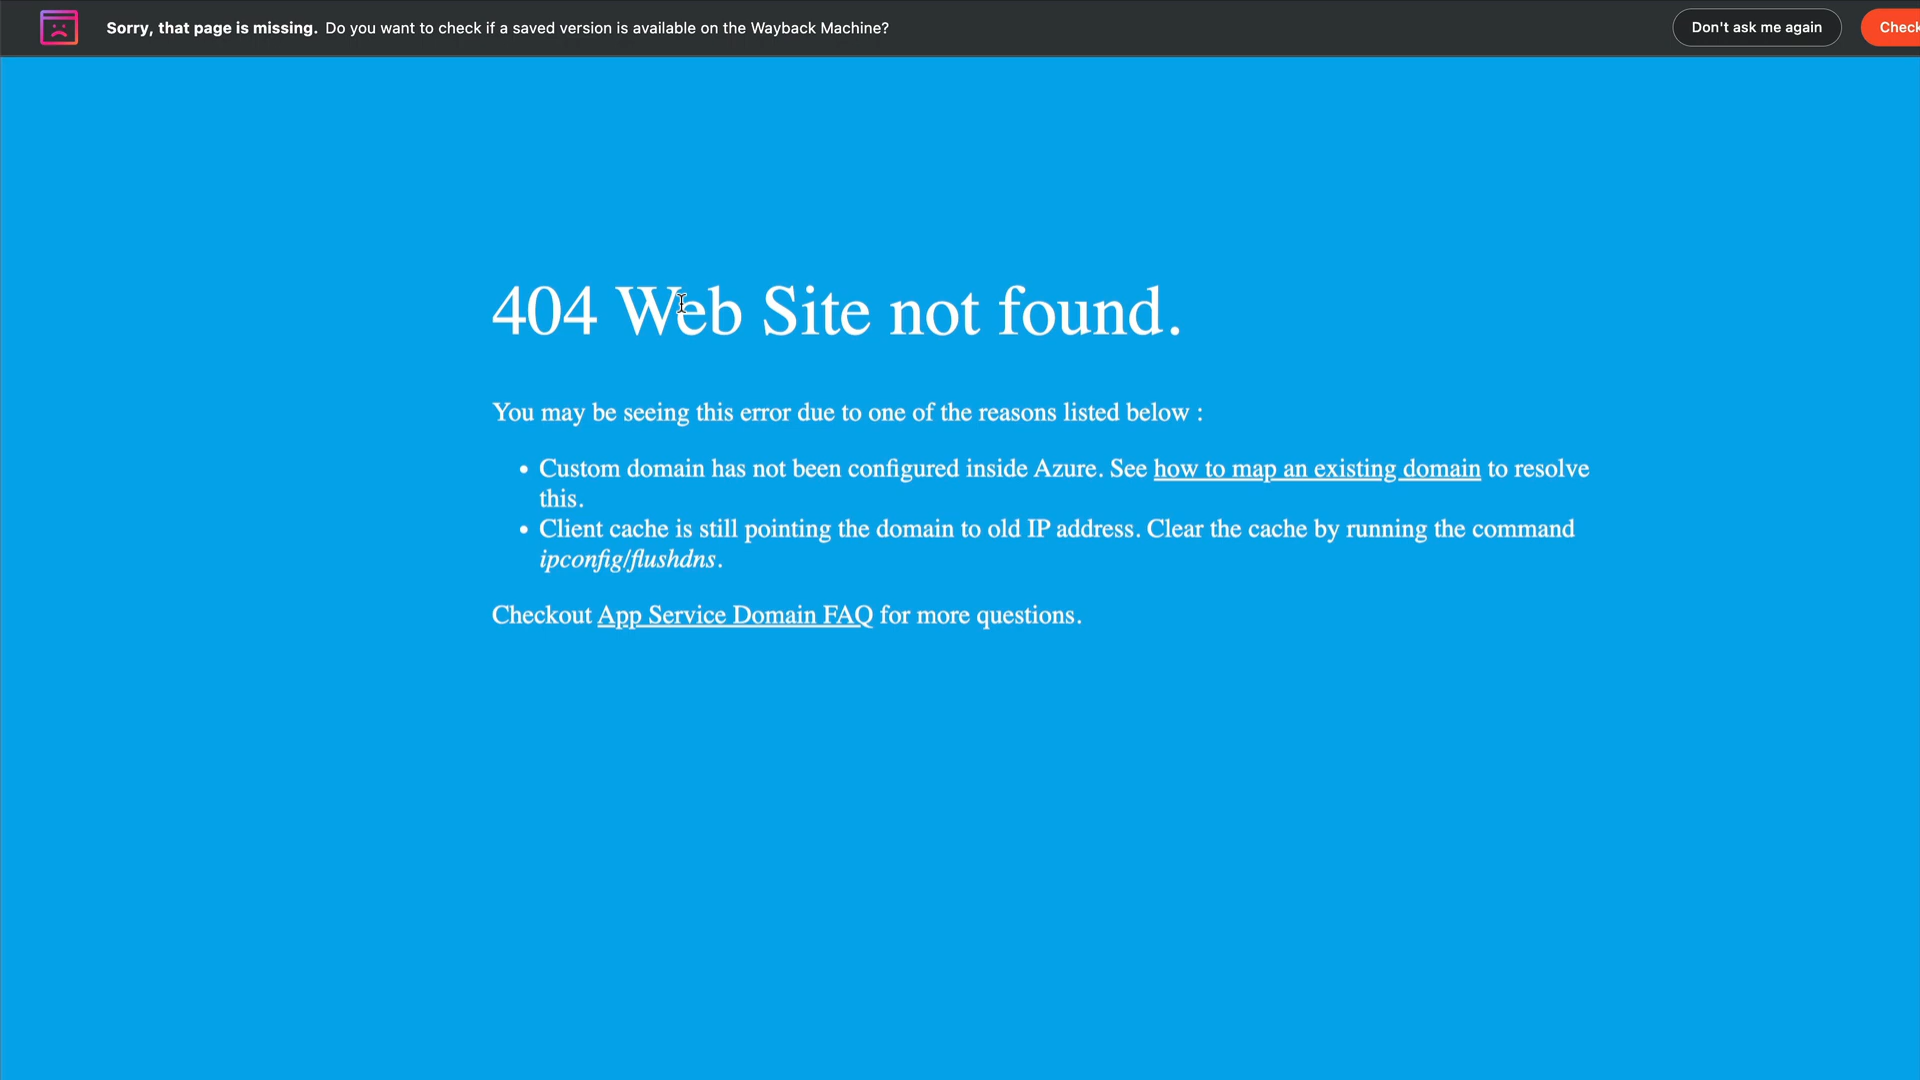 Sorry, that page is missing. Do you want to check if a saved version is available on the Wayback Machine?
Don't ask me again
Check
404 Web Site not found.
You may be seeing this error due to one of the reasons listed below :
• Custom domain has not been configured inside Azure. See how to map an existing domain to resolve
this.
• Client cache is still pointing the domain to old IP address. Clear the cache by running the command
ipconfig/flushdns.
Checkout App Service Domain FAQ for more questions.